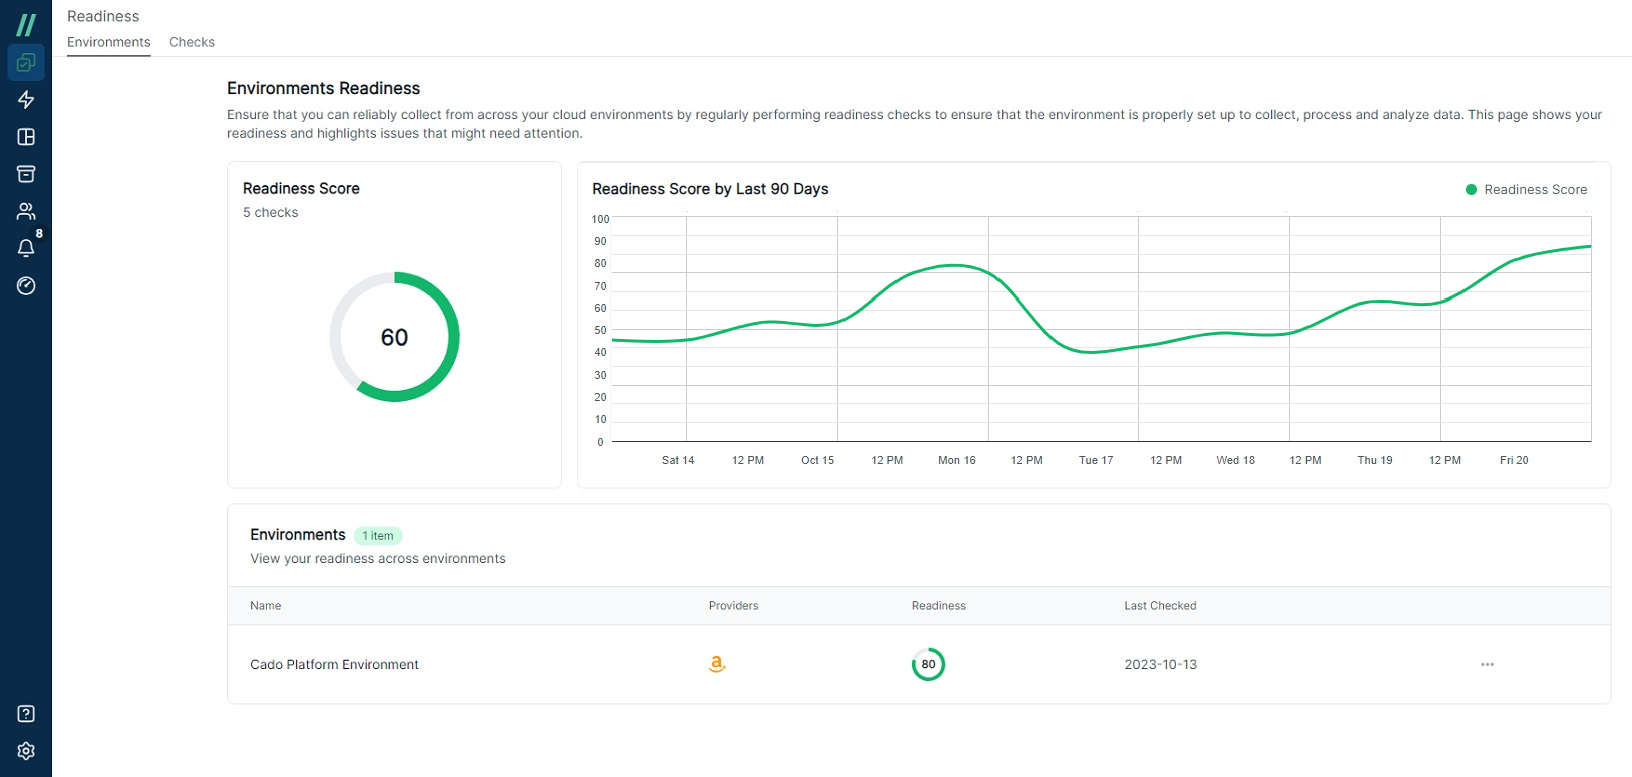 Readiness
Environments Checks
Environments Readiness
Ensure that you can reliably collect from across your cloud environments by regularly performing readiness checks to ensure that the environment is properly set up to collect, process and analyze data. This page shows your
readiness and highlights issues that might need attention.
Readiness Score
5 checks
60
Readiness Score by Last 90 Days
Readiness Score
100
90
80
70
60
50
40
30
20
10
0
Sat 14 12 PM Oct 15 12 PM Mon 16 12 PM Tue 17 12 PM Wed 18 12 PM Thu 19 12 PM Fri 20
8
Environments 1 item
View your readiness across environments
Name Providers Readiness Last Checked
Cado Platform Environment a 80 2023-10-13